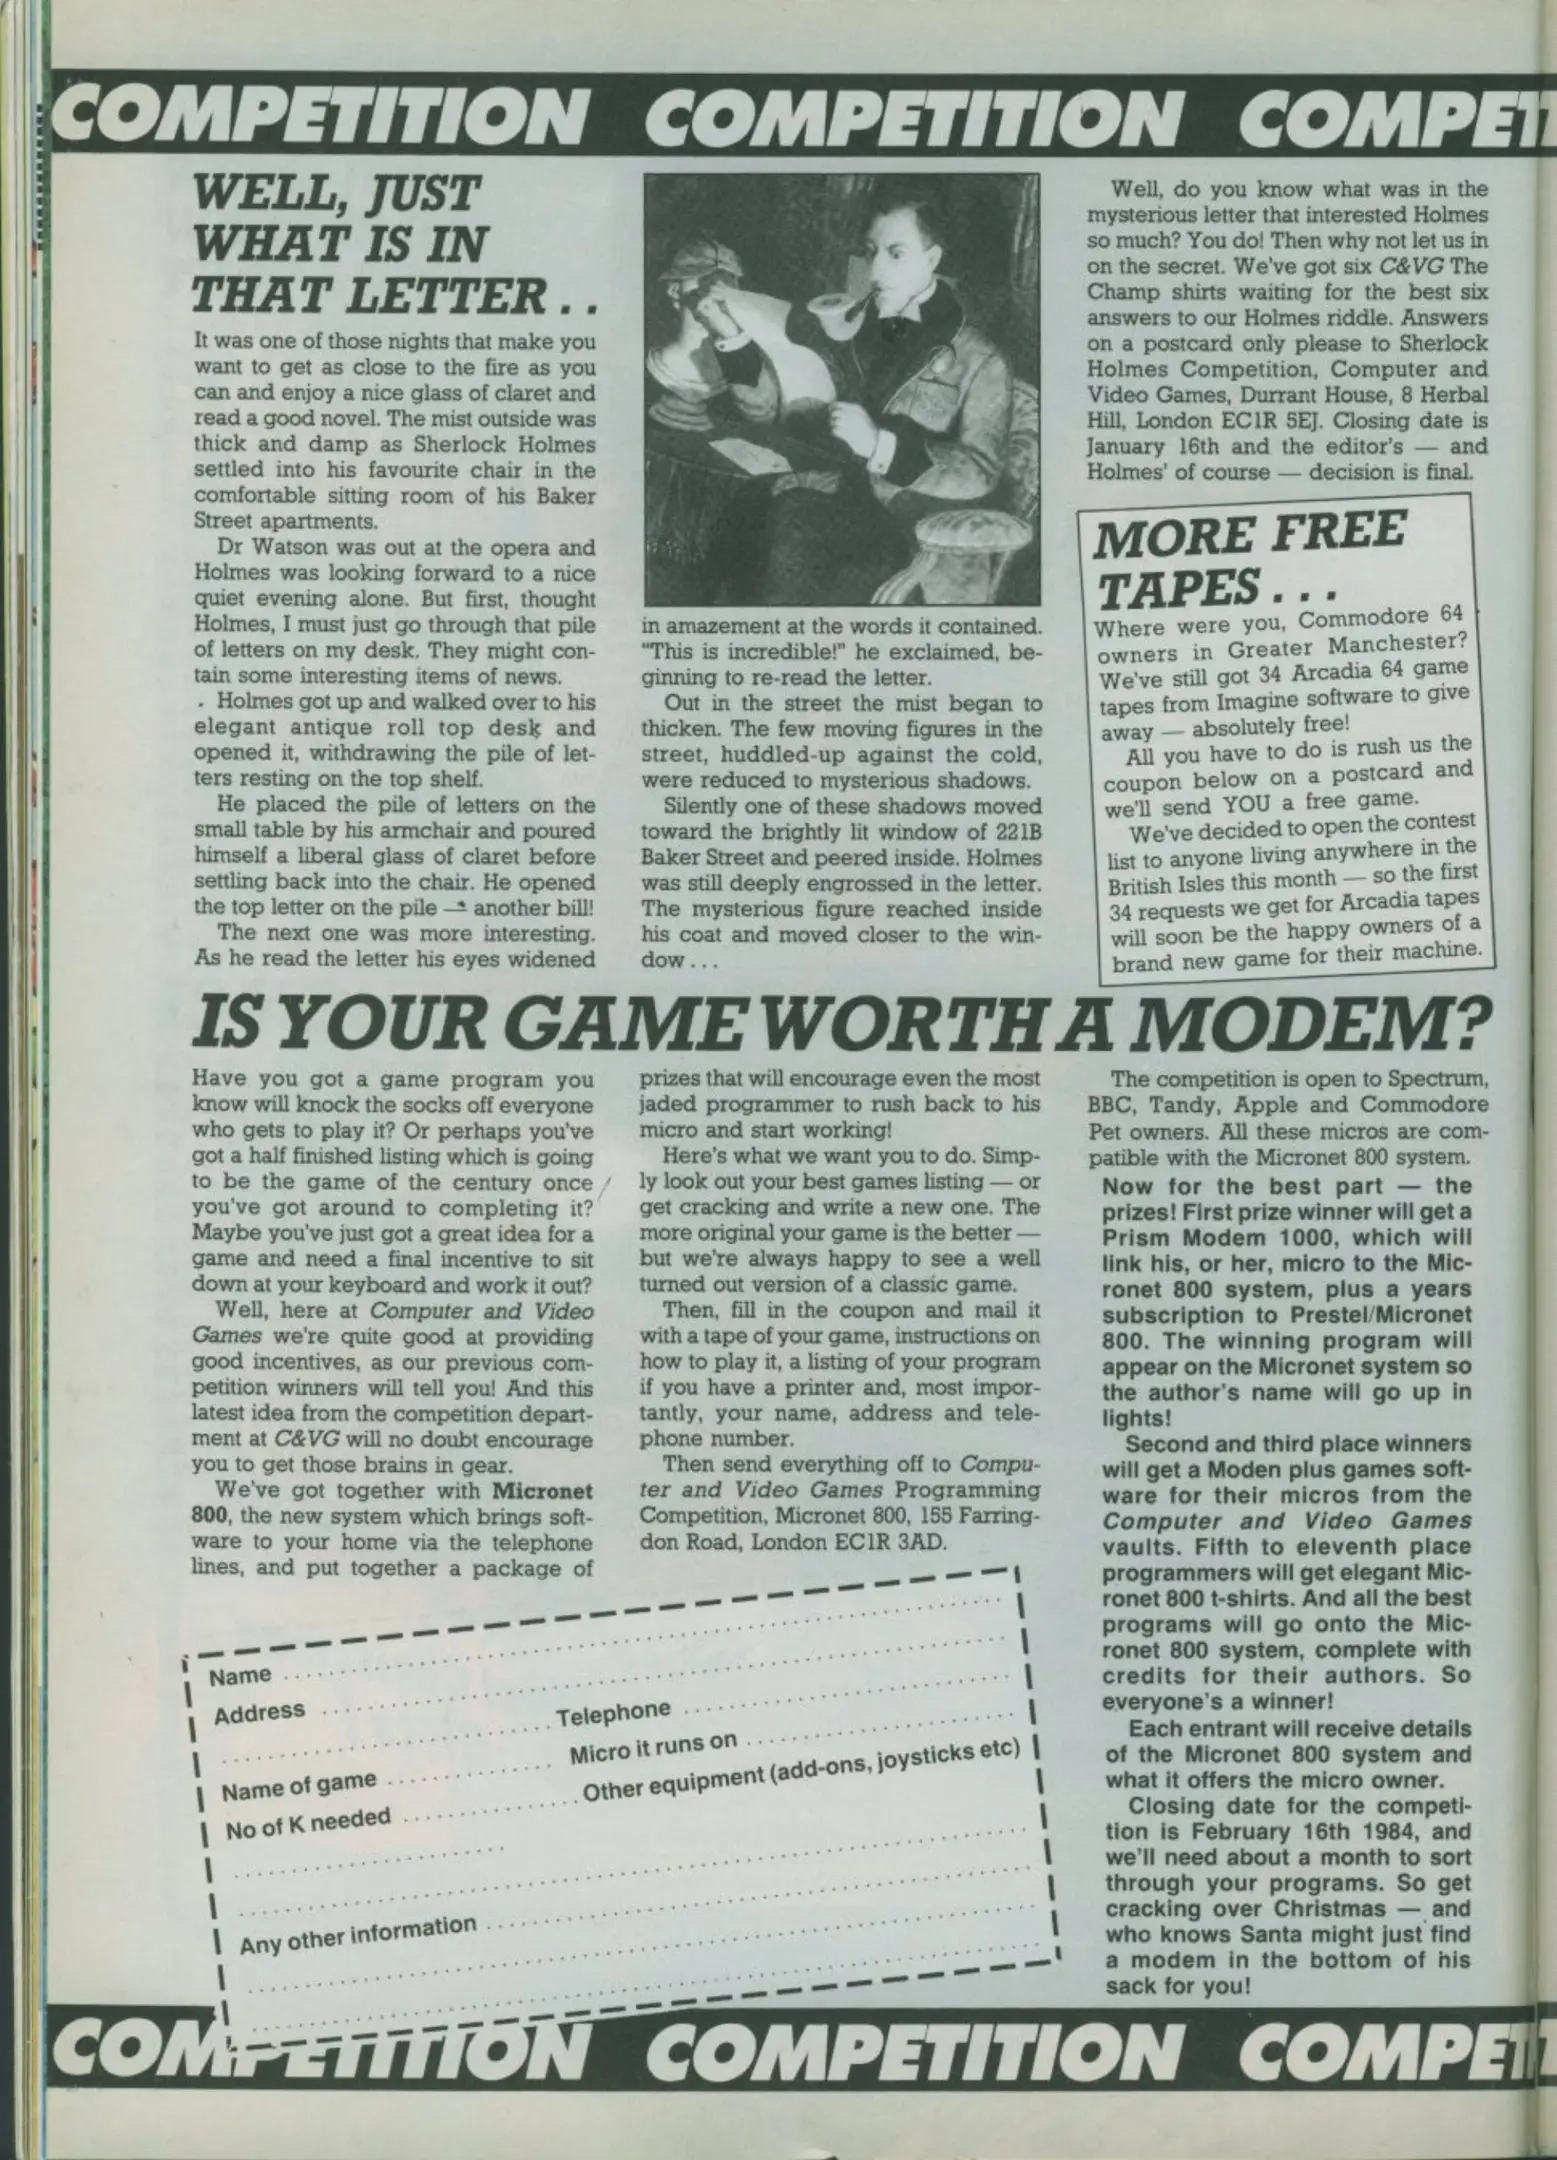 COMPETITION COMPETITION COMPET
WELL, JUST
WHAT IS IN
THAT LETTER . .
It was one of those nights that make you
want to get as close to the fire as you
can and enjoy a nice glass of claret and
read a good novel. The mist outside was
thick and damp as Sherlock Holmes
settled into his favourite chair in the
comfortable sitting room of his Baker
Street apartments.
Dr Watson was out at the opera and
Holmes was looking forward to a nice
quiet evening alone. But first, thought
Holmes, I must just go through that pile
of letters on my desk. They might con-
tain some interesting items of news.
Holmes got up and walked over to his
elegant antique roll top desk and
opened it, withdrawing the pile of let-
ters resting on the top shelf.
He placed the pile of letters on the
small table by his armchair and poured
himself a liberal glass of claret before
settling back into the chair. He opened
the top letter on the pile — another bill!
The next one was more interesting.
As he read the letter his eyes widened
in amazement at the words it contained.
"This is incredible!" he exclaimed, be-
ginning to re-read the letter.
Out in the street the mist began to
thicken. The few moving figures in the
street, huddled-up against the cold,
were reduced to mysterious shadows.
Silently one of these shadows moved
toward the brightly lit window of 221B
Baker Street and peered inside. Holmes
was still deeply engrossed in the letter.
The mysterious figure reached inside
his coat and moved closer to the win-
dow . . .
Well, do you know what was in the
mysterious letter that interested Holmes
so much? You do! Then why not let us in
on the secret. We've got six C&VG The
Champ shirts waiting for the best six
answers to our Holmes riddle. Answers
on a postcard only please to Sherlock
Holmes Competition, Computer and
Video Games, Durrant House, 8 Herbal
Hill, London EC1R 5EJ. Closing date is
January 16th and the editor's — and
Holmes' of course — decision is final.
MORE FREE
TAPES . . .
Where were you, Commodore 64
owners in Greater Manchester?
We've still got 34 Arcadia 64 game
tapes from Imagine software to give
away — absolutely free!
All you have to do is rush us the
coupon below on a postcard and
we'll send YOU a free game.
We've decided to open the contest
list to anyone living anywhere in the
British Isles this month — so the first
34 requests we get for Arcadia tapes
will soon be the happy owners of a
brand new game for their machine.
IS YOUR GAME WORTH A MODEM?
Have you got a game program you
know will knock the socks off everyone
who gets to play it? Or perhaps you've
got a half finished listing which is going
to be the game of the century once
you've got around to completing it?
Maybe you've just got a great idea for a
game and need a final incentive to sit
down at your keyboard and work it out?
Well, here at Computer and Video
Games we're quite good at providing
good incentives, as our previous com-
petition winners will tell you! And this
latest idea from the competition depart-
ment at C&VG will no doubt encourage
you to get those brains in gear.
We've got together with Micronet
800, the new system which brings soft-
ware to your home via the telephone
lines, and put together a package of
prizes that will encourage even the most
jaded programmer to rush back to his
micro and start working!
Here's what we want you to do. Simp-
ly look out your best games listing — or
get cracking and write a new one. The
more original your game is the better —
but we're always happy to see a well
turned out version of a classic game.
Then, fill in the coupon and mail it
with a tape of your game, instructions on
how to play it, a listing of your program
if you have a printer and, most impor-
tantly, your name, address and tele-
phone number.
Then send everything off to Compu-
ter and Video Games Programming
Competition, Micronet 800, 155 Farring-
don Road, London EC1R 3AD.
The competition is open to Spectrum,
BBC, Tandy, Apple and Commodore
Pet owners. All these micros are com-
patible with the Micronet 800 system.
Now for the best part — the
prizes! First prize winner will get a
Prism Modem 1000, which will
link his, or her, micro to the Mic-
ronet 800 system, plus a years
subscription to Prestel/Micronet
800. The winning program will
appear on the Micronet system so
the author's name will go up in
lights!
Second and third place winners
will get a Moden plus games soft-
ware for their micros from the
Computer and Video Games
vaults. Fifth to eleventh place
programmers will get elegant Mic-
ronet 800 t-shirts. And all the best
programs will go onto the Mic-
ronet 800 system, complete with
credits for their authors. So
everyone's a winner!
Each entrant will receive details
of the Micronet 800 system and
what it offers the micro owner.
Closing date for the competi-
tion is February 16th 1984, and
we'll need about a month to sort
through your programs. So get
cracking over Christmas — and
who knows Santa might just find
a modem in the bottom of his
sack for you!
Name
Address
Telephone
Name of game
Micro it runs on
No of K needed
Other equipment (add-ons, joysticks etc)
Any other information
COMPETITION COMPETITION COMPET